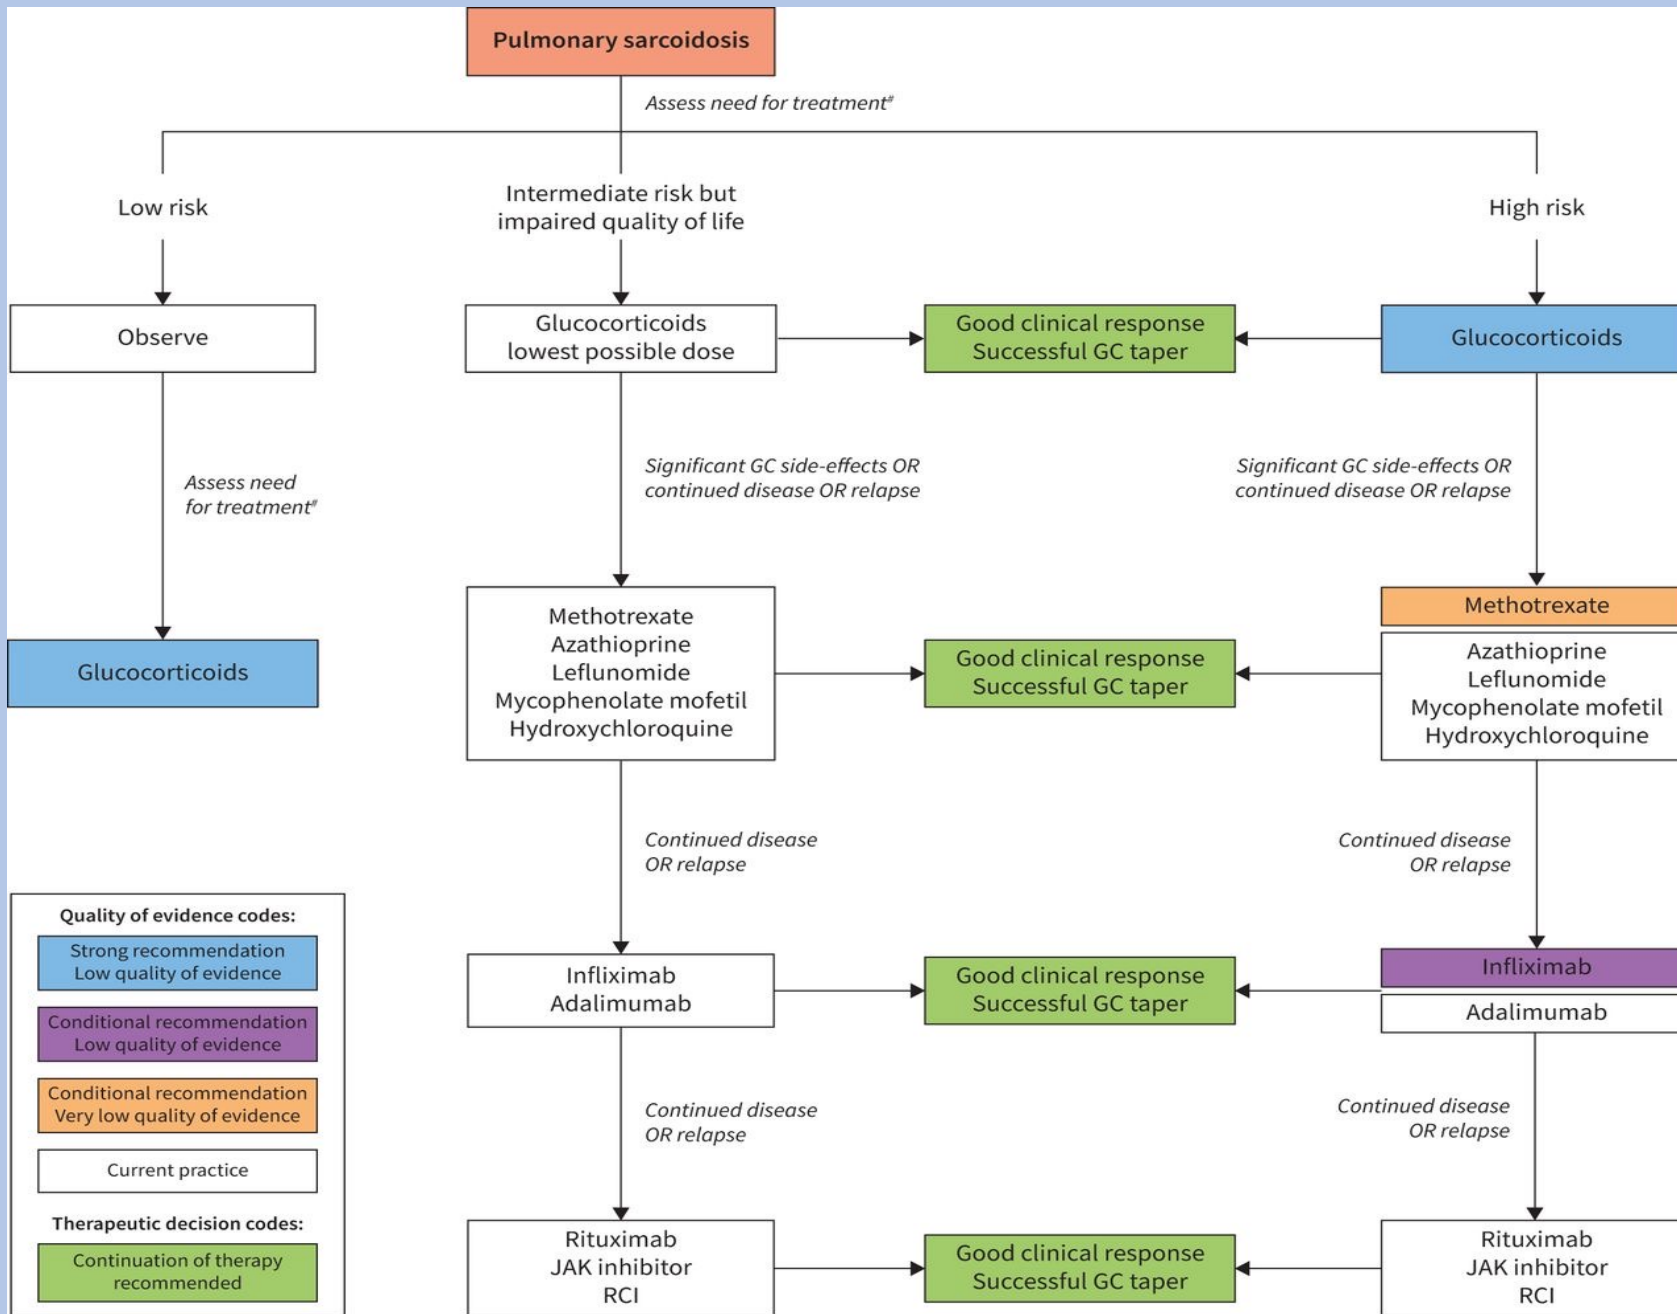 Pulmonary sarcoidosis
Assess need for treatment#
Low risk
Intermediate risk but
impaired quality of life
High risk
Observe
Glucocorticoids
lowest possible dose
Good clinical response
Successful GC taper
Glucocorticoids
Assess need
for treatment#
Significant GC side-effects OR
continued disease OR relapse
Significant GC side-effects OR
continued disease OR relapse
Glucocorticoids
Methotrexate
Azathioprine
Leflunomide
Mycophenolate mofetil
Hydroxychloroquine
Good clinical response
Successful GC taper
Methotrexate
Azathioprine
Leflunomide
Mycophenolate mofetil
Hydroxychloroquine
Continued disease
OR relapse
Continued disease
OR relapse
Infliximab
Adalimumab
Good clinical response
Successful GC taper
Infliximab
Adalimumab
Continued disease
OR relapse
Continued disease
OR relapse
Rituximab
JAK inhibitor
RCI
Good clinical response
Successful GC taper
Rituximab
JAK inhibitor
RCI
Quality of evidence codes:
Strong recommendation
Low quality of evidence
Conditional recommendation
Low quality of evidence
Conditional recommendation
Very low quality of evidence
Current practice
Therapeutic decision codes:
Continuation of therapy
recommended